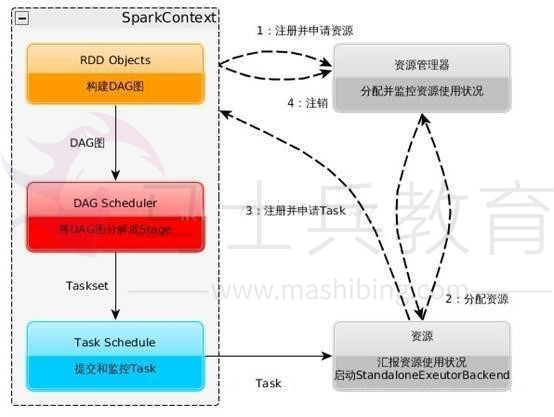 SparkContext
RDD Objects
构建DAG图
DAG图
DAG Scheduler
将DAG图分解成Stage
Taskset
Task Schedule
提交和监控Task
Task
1：注册并申请资源
4：注销
资源管理器
分配并监控资源使用状况
3：注册并申请Task
2：分配资源
资源
汇报资源使用状况
启动StandaloneExeutorBackend
士兵教育
www.mashibing.com